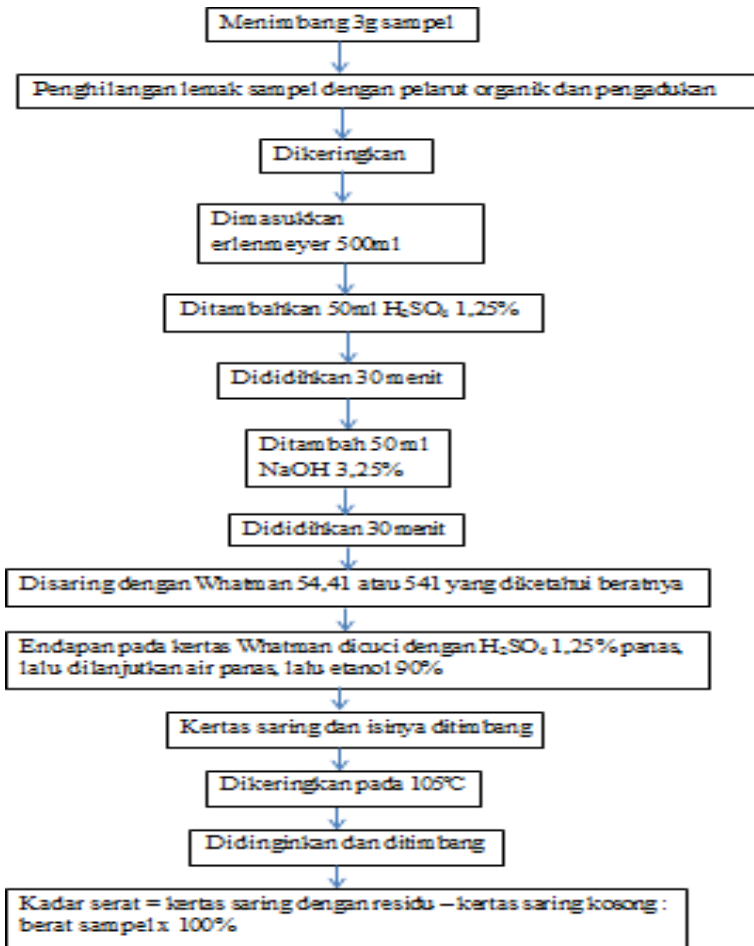 Menimbang 3g sampel
Penghilangan lemak sampel dengan pelarut organik dan pengadukan
Dikeringkan
Dimasukkan
erlenmeyer 500ml
Ditambahkan 50ml H₂SO₄ 1,25%
Dididihkan 30 menit
Ditambah 50 ml
NaOH 3,25%
Dididihkan 30 menit
Disaring dengan Whatman 54,41 atau 541 yang diketahui beratnya
Endapan pada kertas Whatman dicuci dengan H₂SO₄ 1,25% panas,
lalu dilanjutkan air panas, lalu etanol 90%
Kertas saring dan isinya ditimbang
Dikeringkan pada 105°C
Didinginkan dan ditimbang
Kadar serat = kertas saring dengan residu – kertas saring kosong :
berat sampel x 100%